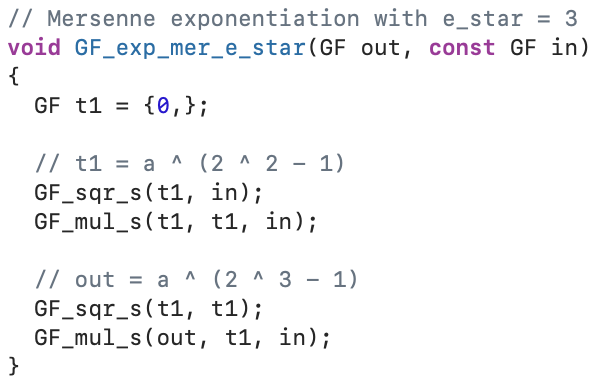 // Mersenne exponentiation with e_star = 3
void GF_exp_mer_e_star(GF out, const GF in)
{
  GF t1 = {0,};

  // t1 = a ^ (2 ^ 2 - 1)
  GF_sqr_s(t1, in);
  GF_mul_s(t1, t1, in);

  // out = a ^ (2 ^ 3 - 1)
  GF_sqr_s(t1, t1);
  GF_mul_s(out, t1, in);
}